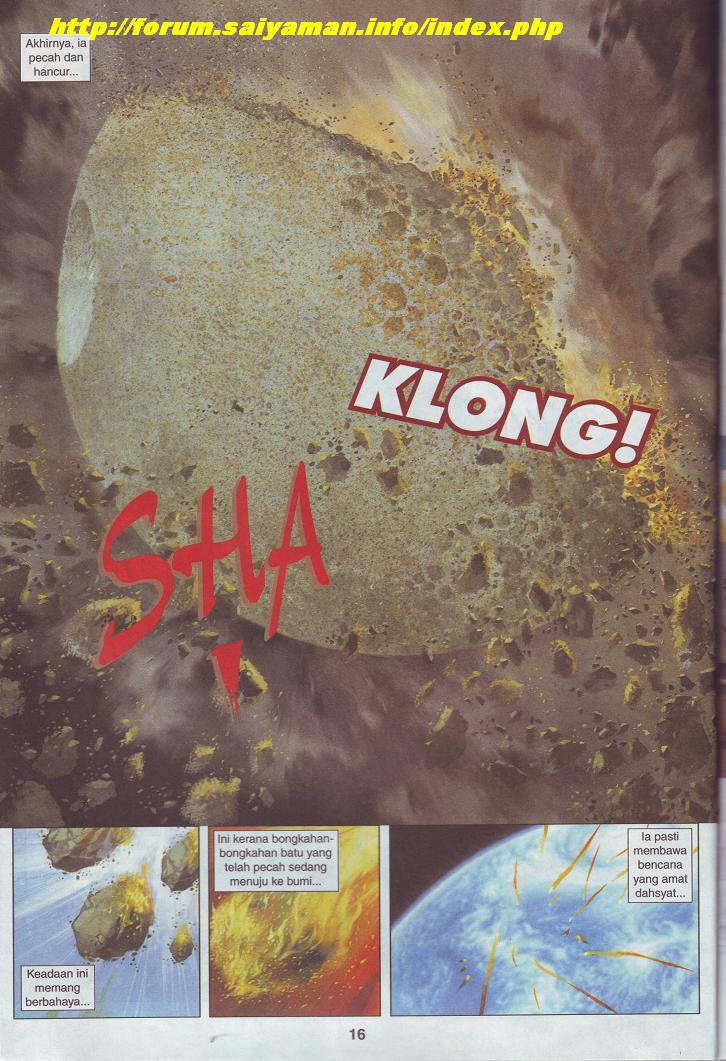 http://forum.saiyaman.info/index.php
Akhirnya, ia
pecah dan
hancur...
KLONG!
SHA
Keadaan ini
memang
berbahaya...
Ini kerana bongkahan-
bongkahan batu yang
telah pecah sedang
menuju ke bumi...
Ia pasti
membawa
bencana
yang amat
dahsyat...
16